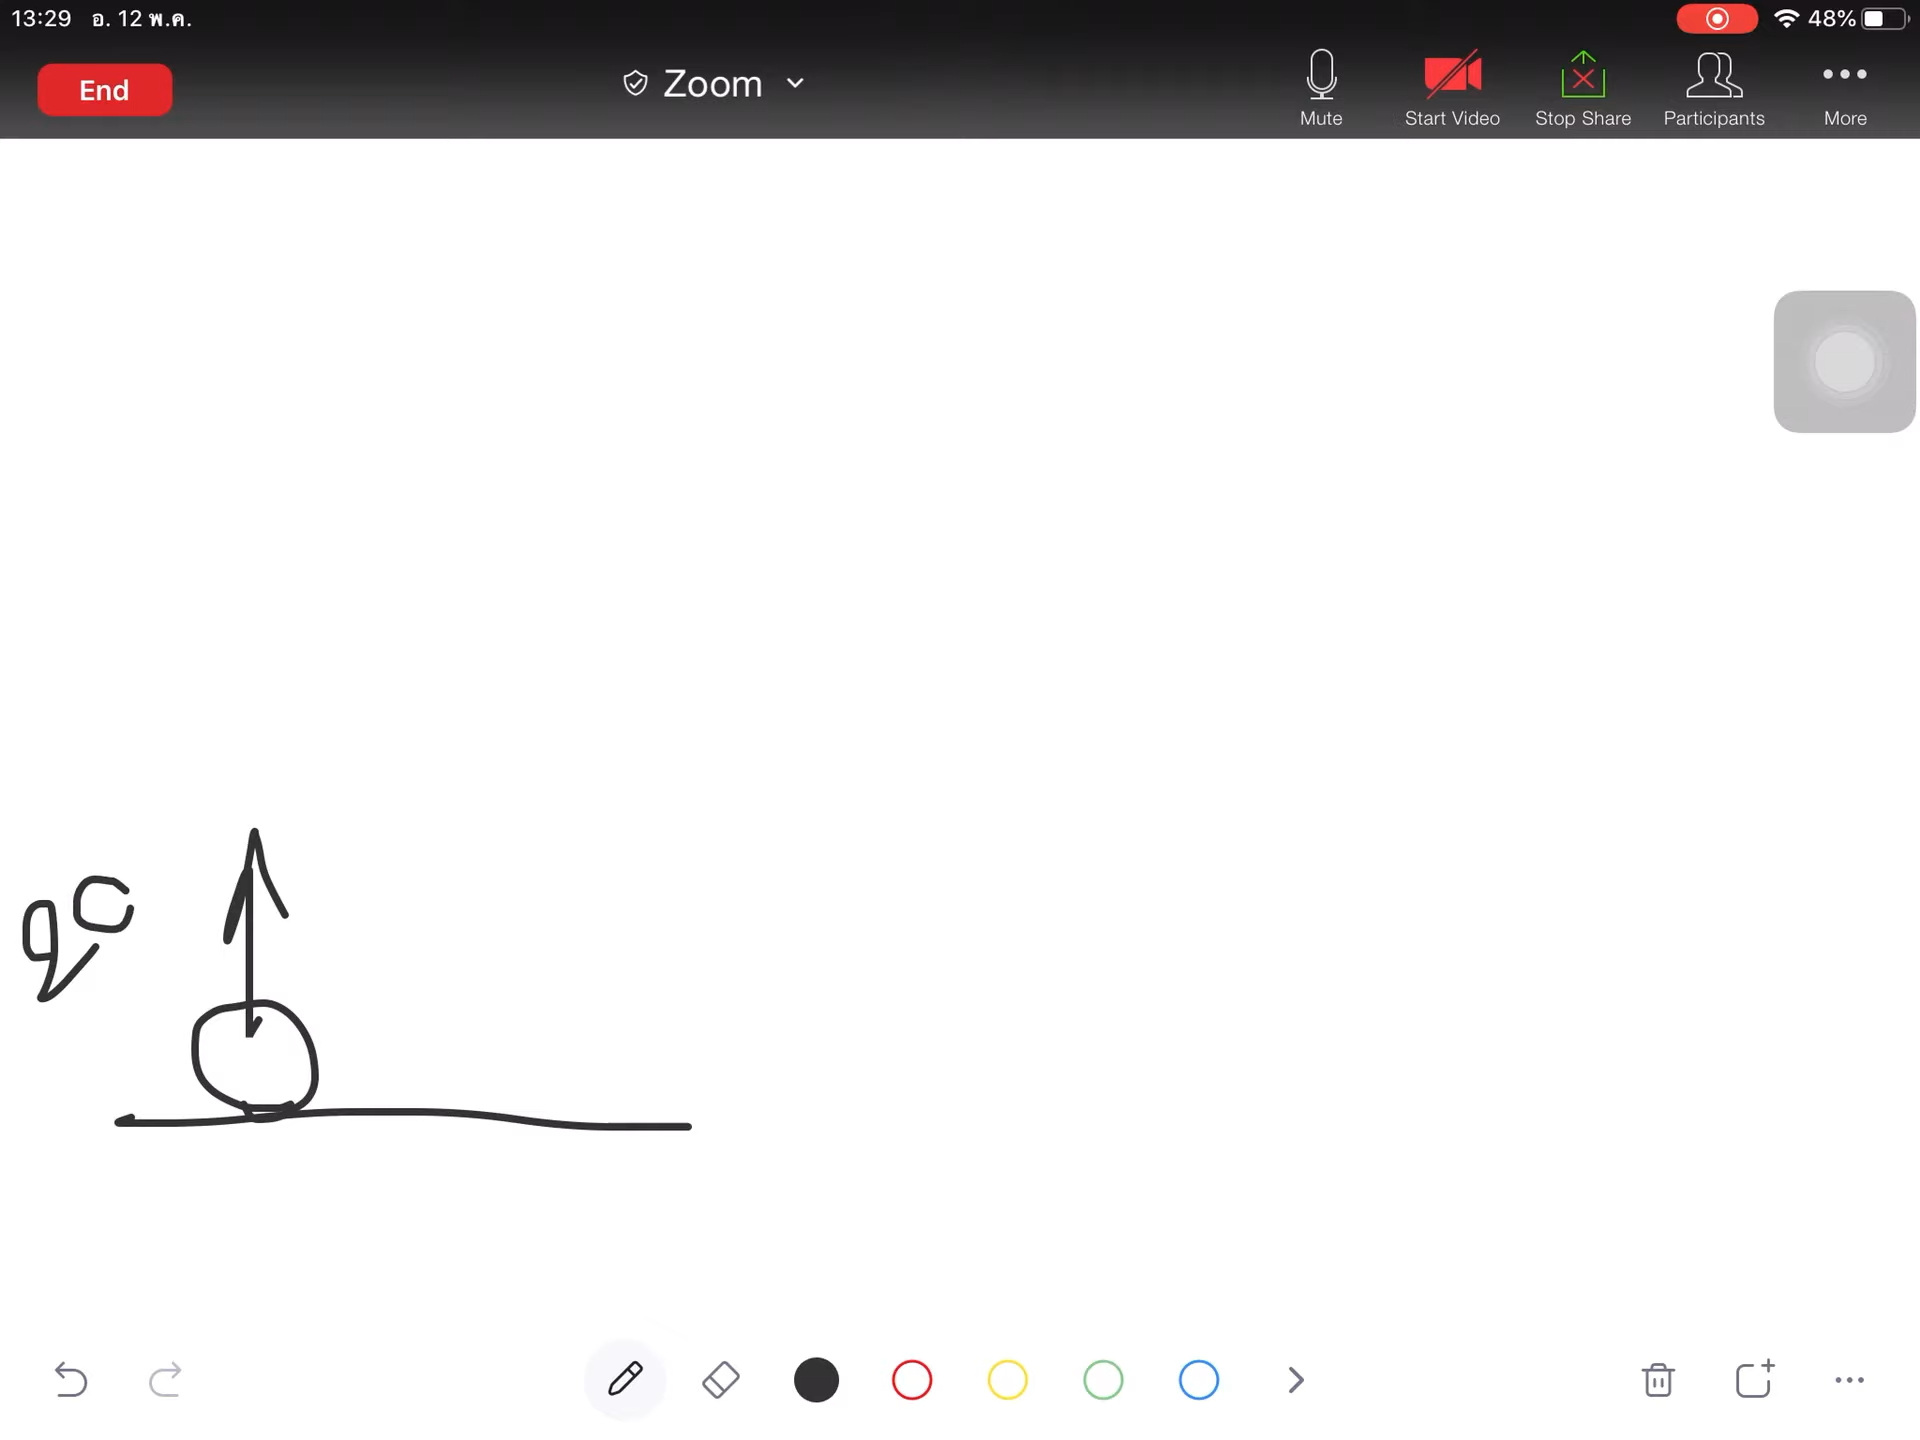 13:29 อ. 12 พ.ค. 48%
End Zoom Mute Start Video Stop Share Participants More